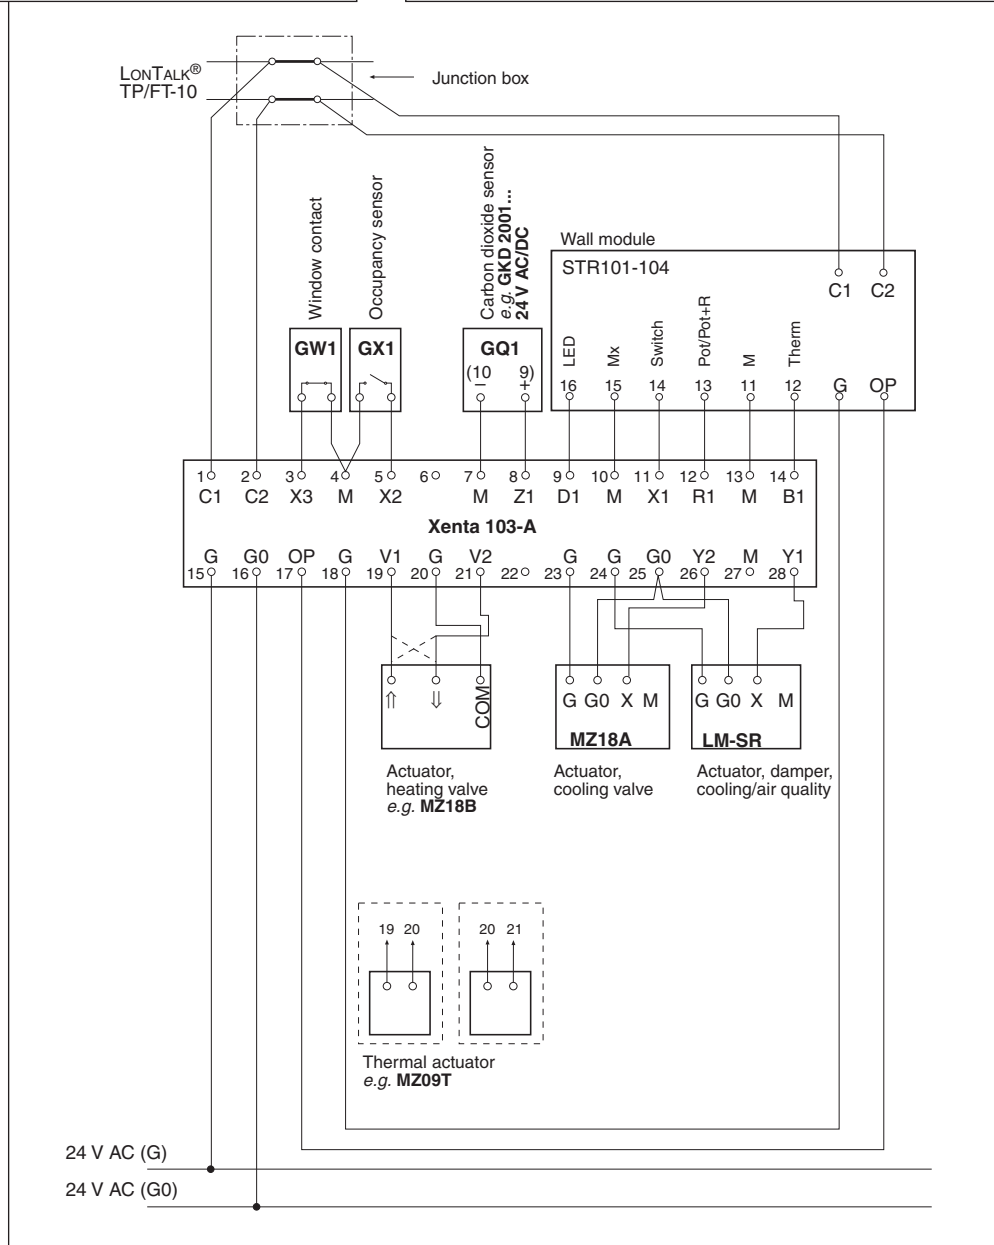 LONTALK®
TP/FT-10
Junction box
Window contact
Occupancy sensor
Carbon dioxide sensor
e.g. GKD 2001...
24 V AC/DC
Wall module
STR101-104
C1 C2
GW1 GX1 GQ1
(10 9)
– +
LED Mx Switch Pot/Pot+R M Therm
16 15 14 13 11 12 G OP
1 2 3 4 5 6 7 8 9 10 11 12 13 14
C1 C2 X3 M X2 M Z1 D1 M X1 R1 M B1
Xenta 103-A
G G0 OP G V1 G V2 G G G0 Y2 M Y1
15 16 17 18 19 20 21 22 23 24 25 26 27 28
⇑ ⇓ COM
G G0 X M
MZ18A
G G0 X M
LM-SR
Actuator,
heating valve
e.g. MZ18B
Actuator,
cooling valve
Actuator, damper,
cooling/air quality
19 20 20 21
Thermal actuator
e.g. MZ09T
24 V AC (G)
24 V AC (G0)